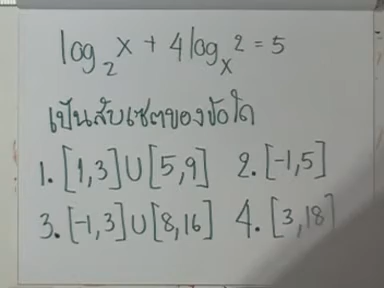 log₂x + 4logₓ2 = 5
เป็นสับเซตของข้อใด
1. [1,3]∪[5,9] 2. [-1,5]
3. [-1,3]∪[8,16] 4. [3,18]